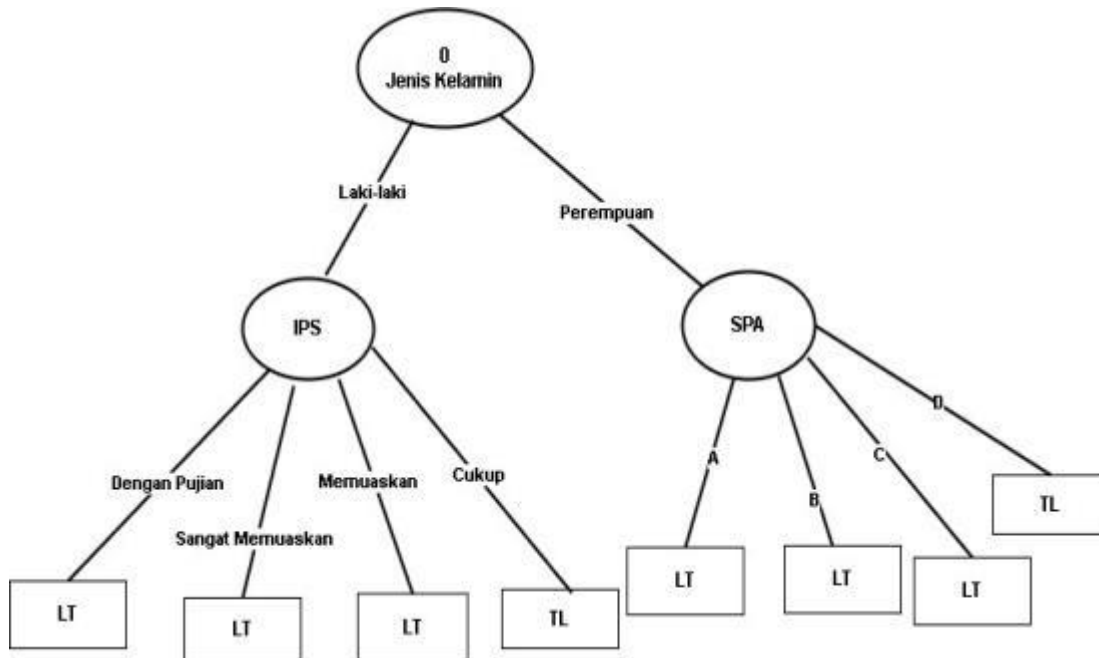 0
Jenis Kelamin
Laki-laki
Perempuan
IPS
SPA
Dengan Pujian
Sangat Memuaskan
Memuaskan
Cukup
A
B
C
D
LT
LT
LT
TL
LT
LT
LT
TL